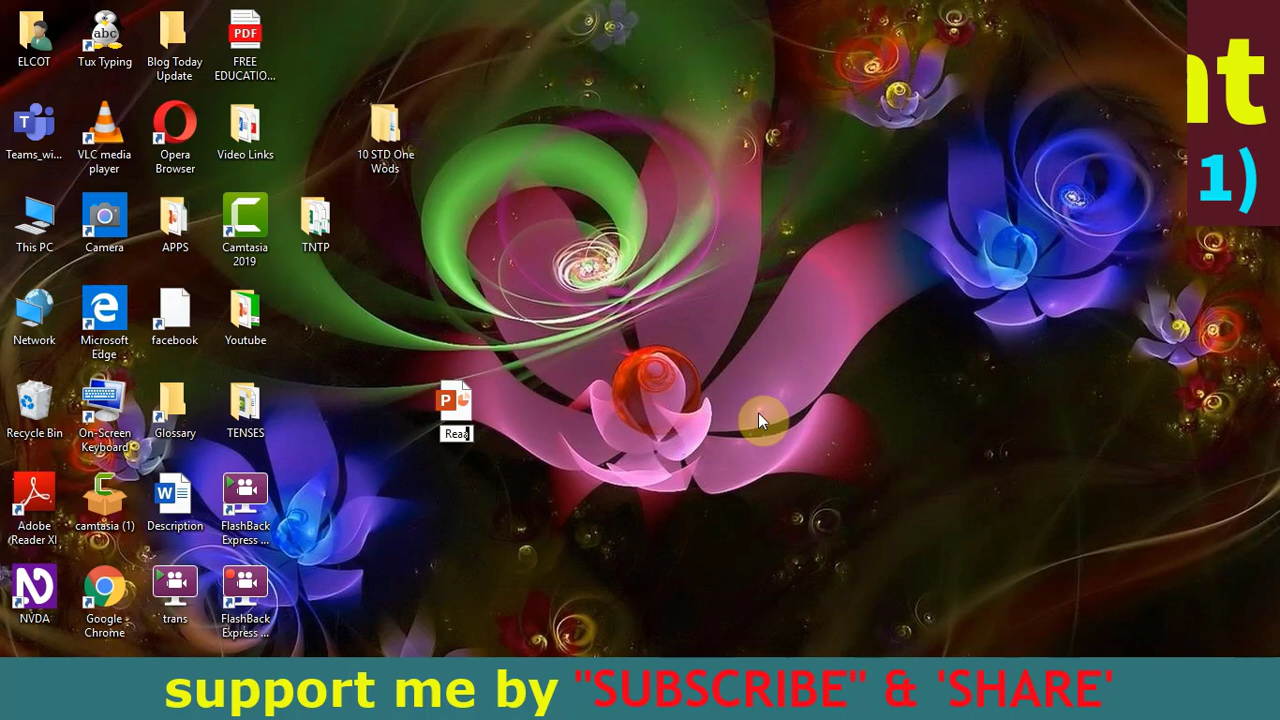 ELCOT
Tux Typing
Blog Today
Update
PDF
FREE
EDUCATIO...
abc
nt
1)
Teams_wi...
VLC media
player
Opera
Browser
Video Links
10 STD Ohe
Wods
This PC
Camera
APPS
Camtasia
2019
TNTP
Network
Microsoft
Edge
facebook
Youtube
Recycle Bin
On-Screen
Keyboard
Glossary
TENSES
Reaa
Adobe
(Reader XI
camtasia (1)
Description
FlashBack
Express ...
NVDA
Google
Chrome
trans
FlashBack
Express ...
support me by "SUBSCRIBE" & 'SHARE'